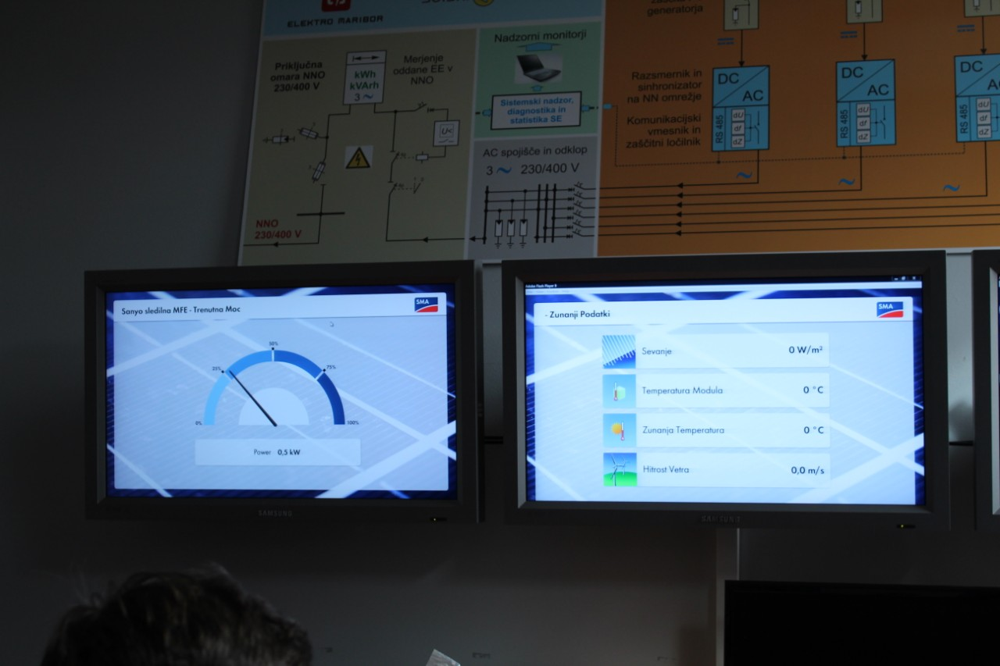 ELEKTRO MARIBOR
generatorja
Priključna
omara NNO
230/400 V
kWh
kVArh
3 ~
Merjenje
oddane EE v
NNO
U<
NNO
230/400 V
Nadzorni monitorji
Sistemski nadzor,
diagnostika in
statistika SE
AC spojišče in odklop
3 ~ 230/400 V
Razsmernik in
sinhronizator
na NN omrežje
Komunikacijski
vmesnik in
zaščitni ločilnik
DC
AC
RS 485
dU
df
dZ
DC
AC
RS 485
dU
df
dZ
DC
AC
RS 485
dU
df
dZ
Sanyo sledilna MFE - Trenutna Moc
SMA
0%
25%
50%
75%
100%
Power 0,5 kW
SAMSUNG
Adobe Flash Player 8
- Zunanji Podatki
SMA
Sevanje 0 W/m²
Temperatura Modula 0 °C
Zunanja Temperatura 0 °C
Hitrost Vetra 0,0 m/s
SAMSUNG